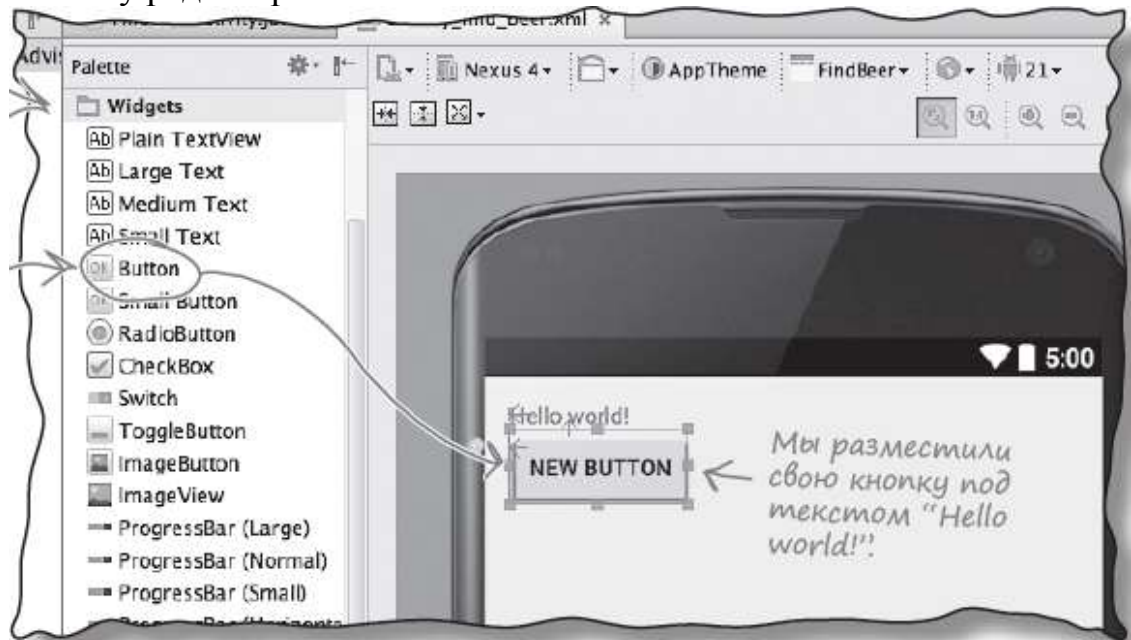 Palette
Nexus 4
AppTheme
FindBeer
21
Widgets
Plain TextView
Large Text
Medium Text
Small Text
Button
Small Button
RadioButton
CheckBox
Switch
ToggleButton
ImageButton
ImageView
ProgressBar (Large)
ProgressBar (Normal)
ProgressBar (Small)
5:00
Hello world!
NEW BUTTON
Мы разместили
свою кнопку под
текстом “Hello
world!”.